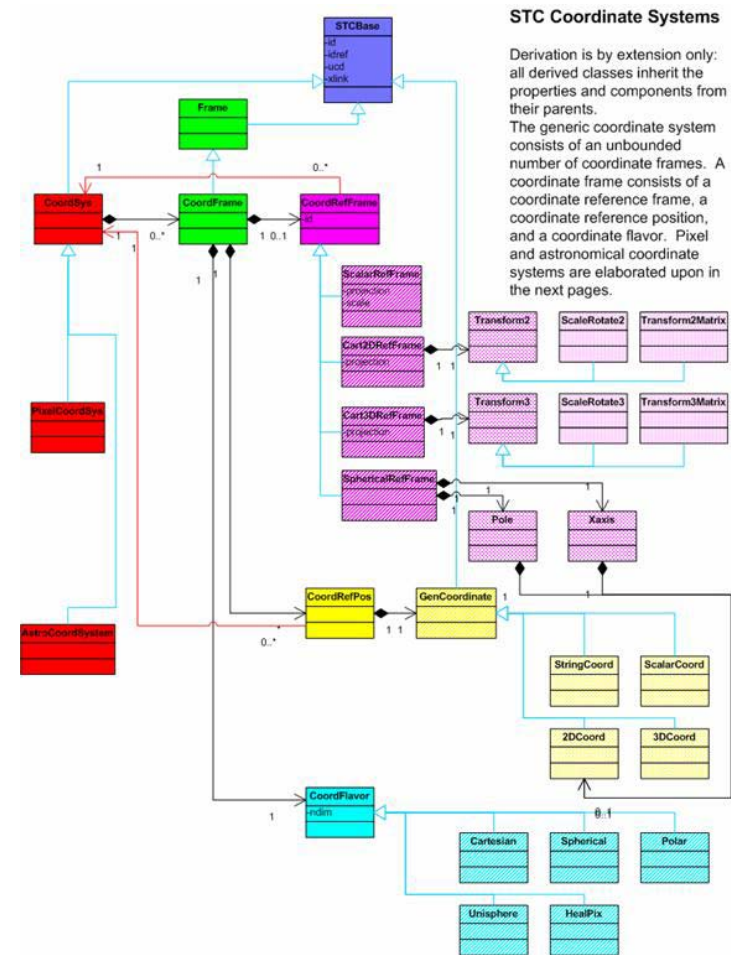 STC Coordinate Systems
Derivation is by extension only:
all derived classes inherit the
properties and components from
their parents.
The generic coordinate system
consists of an unbounded
number of coordinate frames. A
coordinate frame consists of a
coordinate reference frame, a
coordinate reference position,
and a coordinate flavor. Pixel
and astronomical coordinate
systems are elaborated upon in
the next pages.
STCBase
-id
-idref
-ucd
-xlink
Frame
1
0..*
CoordSys
CoordFrame
CoordRefFrame
-id
1
0..*
1
0..1
1
1
1
ScalarRefFrame
-projection
-scale
Cart2DRefFrame
-projection
1
1
Transform2
ScaleRotate2
Transform2Matrix
Cart3DRefFrame
-projection
1
1
Transform3
ScaleRotate3
Transform3Matrix
PixelCoordSys
SphericalRefFrame
1
1
1
1
Pole
Xaxis
CoordRefPos
GenCoordinate
1
1
1
1
*
0..*
AstroCoordSystem
StringCoord
ScalarCoord
2DCoord
3DCoord
0..1
CoordFlavor
-ndim
1
Cartesian
Spherical
Polar
Unisphere
HealPix